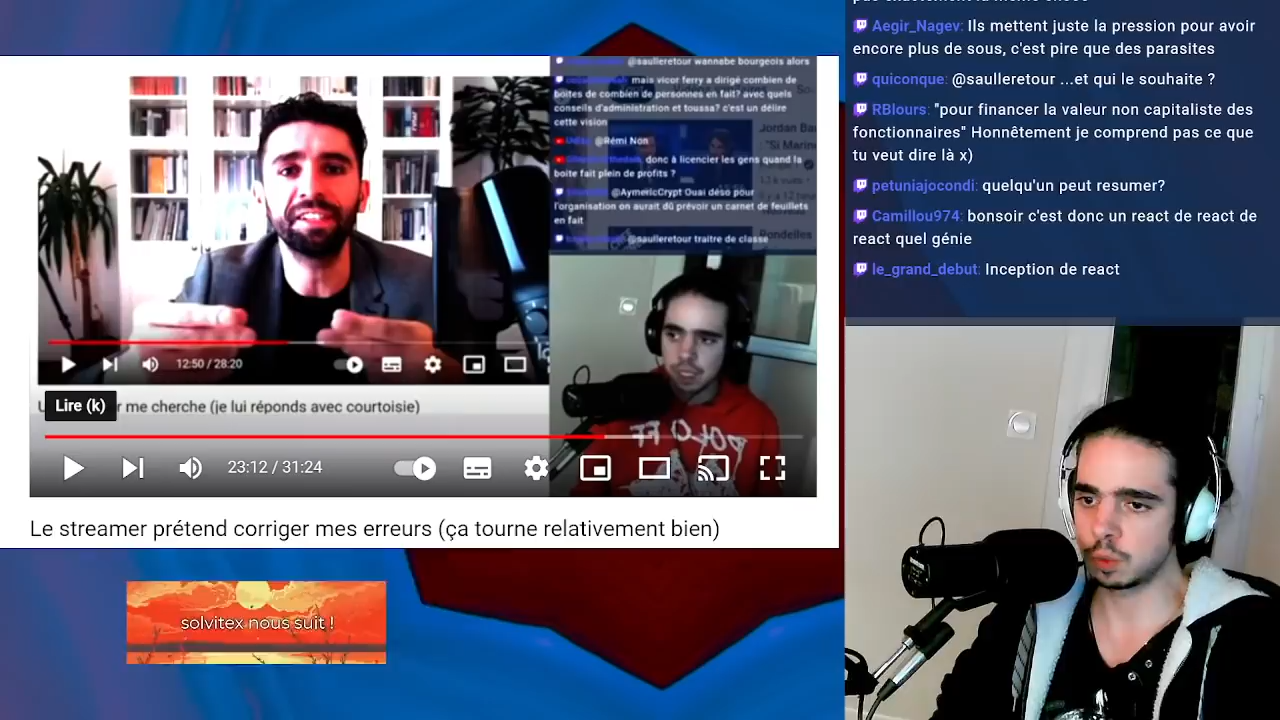 @saulleretour wannabe bourgeois alors
mais vicor ferry a dirigé combien de
boites de combien de personnes en fait? avec quels
conseils d'administration et toussa? c'est un délire
cette vision
@Rémi Non
donc à licencier les gens quand la
boite fait plein de profits ?
@AymericCrypt Ouai déso pour
l'organisation on aurait dû prévoir un carnet de feuillets
en fait
@saulleretour traitre de classe
Jordan Ba
"Si Marin
Rondelles
12:50 / 28:20
Lire (k)
r me cherche (je lui réponds avec courtoisie)
POLO FF
23:12 / 31:24
Le streamer prétend corriger mes erreurs (ça tourne relativement bien)
solvitex nous suit !
Aegir_Nagev: Ils mettent juste la pression pour avoir
encore plus de sous, c'est pire que des parasites
quiconque: @saulleretour ...et qui le souhaite ?
RBlours: "pour financer la valeur non capitaliste des
fonctionnaires" Honnêtement je comprend pas ce que
tu veut dire là x)
petuniajocondi: quelqu'un peut resumer?
Camillou974: bonsoir c'est donc un react de react de
react quel génie
le_grand_debut: Inception de react